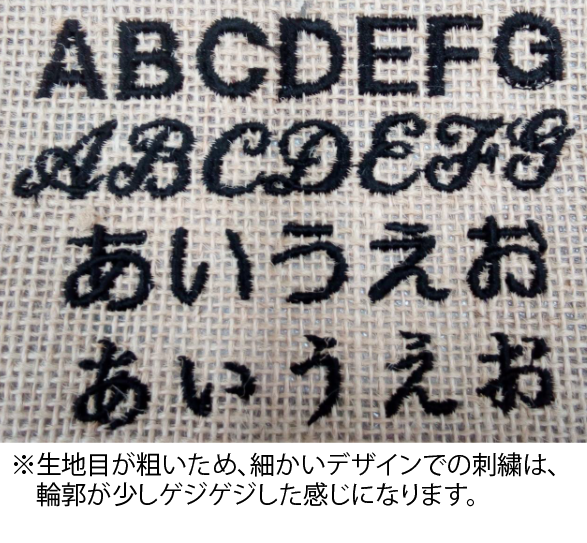 ABCDEFG
ABCDEFG
あいうえお
あいうえお
※生地目が粗いため、細かいデザインでの刺繍は、
輪郭が少しゲジゲジした感じになります。